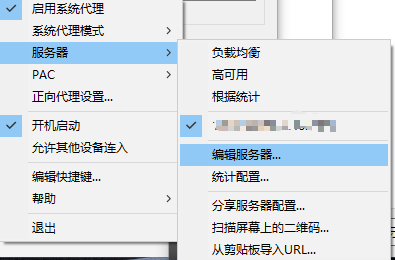 启用系统代理
系统代理模式
服务器
PAC
正向代理设置...
开机启动
允许其他设备连入
编辑快捷键...
帮助
退出
负载均衡
高可用
根据统计
编辑服务器...
统计配置...
分享服务器配置...
扫描屏幕上的二维码...
从剪贴板导入URL...